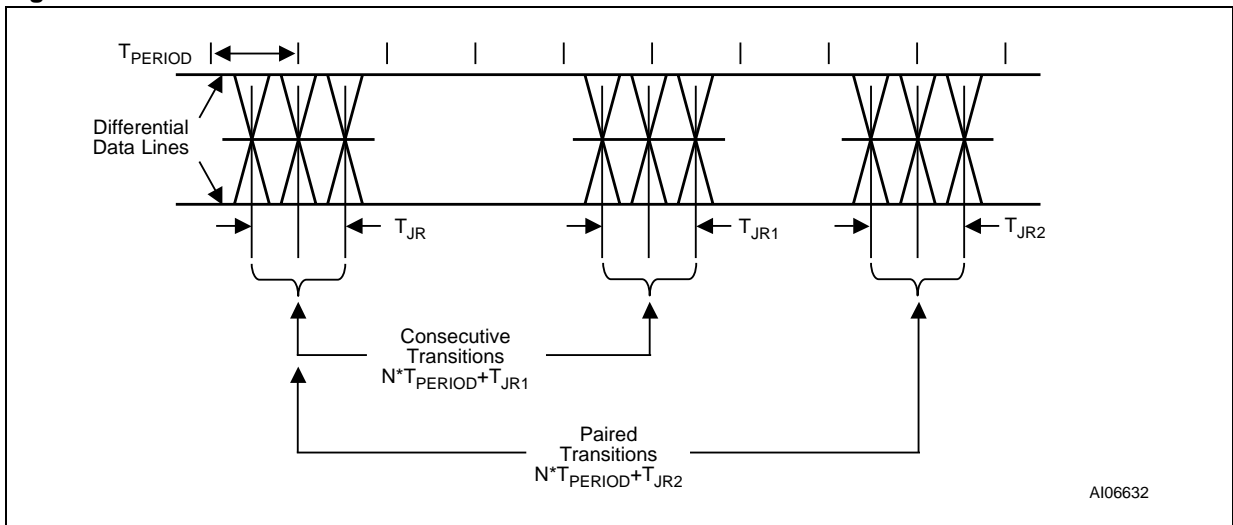 TPERIOD
Differential
Data Lines
TJR
TJR1
TJR2
Consecutive
Transitions
N*TPERIOD+TJR1
Paired
Transitions
N*TPERIOD+TJR2
AI06632